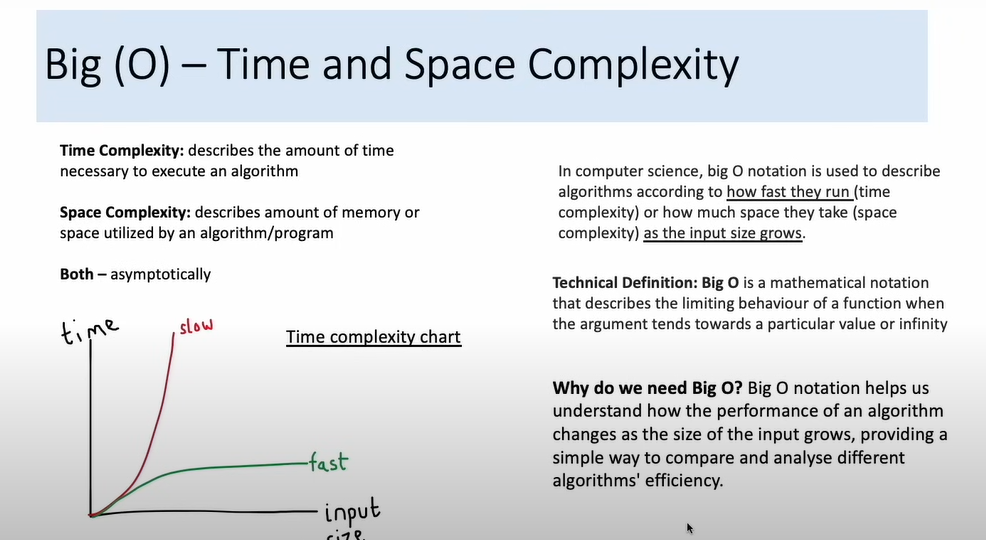 Big (O) – Time and Space Complexity
Time Complexity: describes the amount of time
necessary to execute an algorithm
Space Complexity: describes amount of memory or
space utilized by an algorithm/program
Both – asymptotically
time
slow
Time complexity chart
fast
input
size
In computer science, big O notation is used to describe
algorithms according to how fast they run (time
complexity) or how much space they take (space
complexity) as the input size grows.
Technical Definition: Big O is a mathematical notation
that describes the limiting behaviour of a function when
the argument tends towards a particular value or infinity
Why do we need Big O? Big O notation helps us
understand how the performance of an algorithm
changes as the size of the input grows, providing a
simple way to compare and analyse different
algorithms' efficiency.